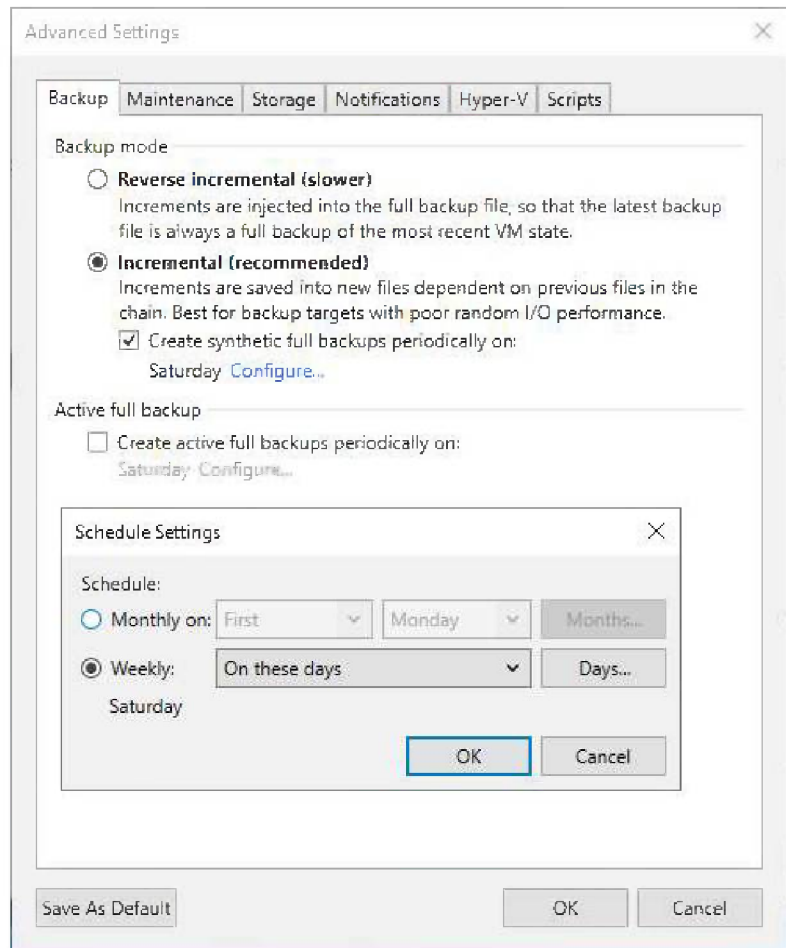 Advanced Settings
Backup Maintenance Storage Notifications Hyper-V Scripts
Backup mode
Reverse incremental (slower)
Increments are injected into the full backup file, so that the latest backup
file is always a full backup of the most recent VM state.
Incremental (recommended)
Increments are saved into new files dependent on previous files in the
chain. Best for backup targets with poor random I/O performance.
Create synthetic full backups periodically on:
Saturday Configure...
Active full backup
Create active full backups periodically on:
Saturday Configure...
Schedule Settings
Schedule:
Monthly on: First Monday Months...
Weekly: On these days Days...
Saturday
OK Cancel
Save As Default OK Cancel